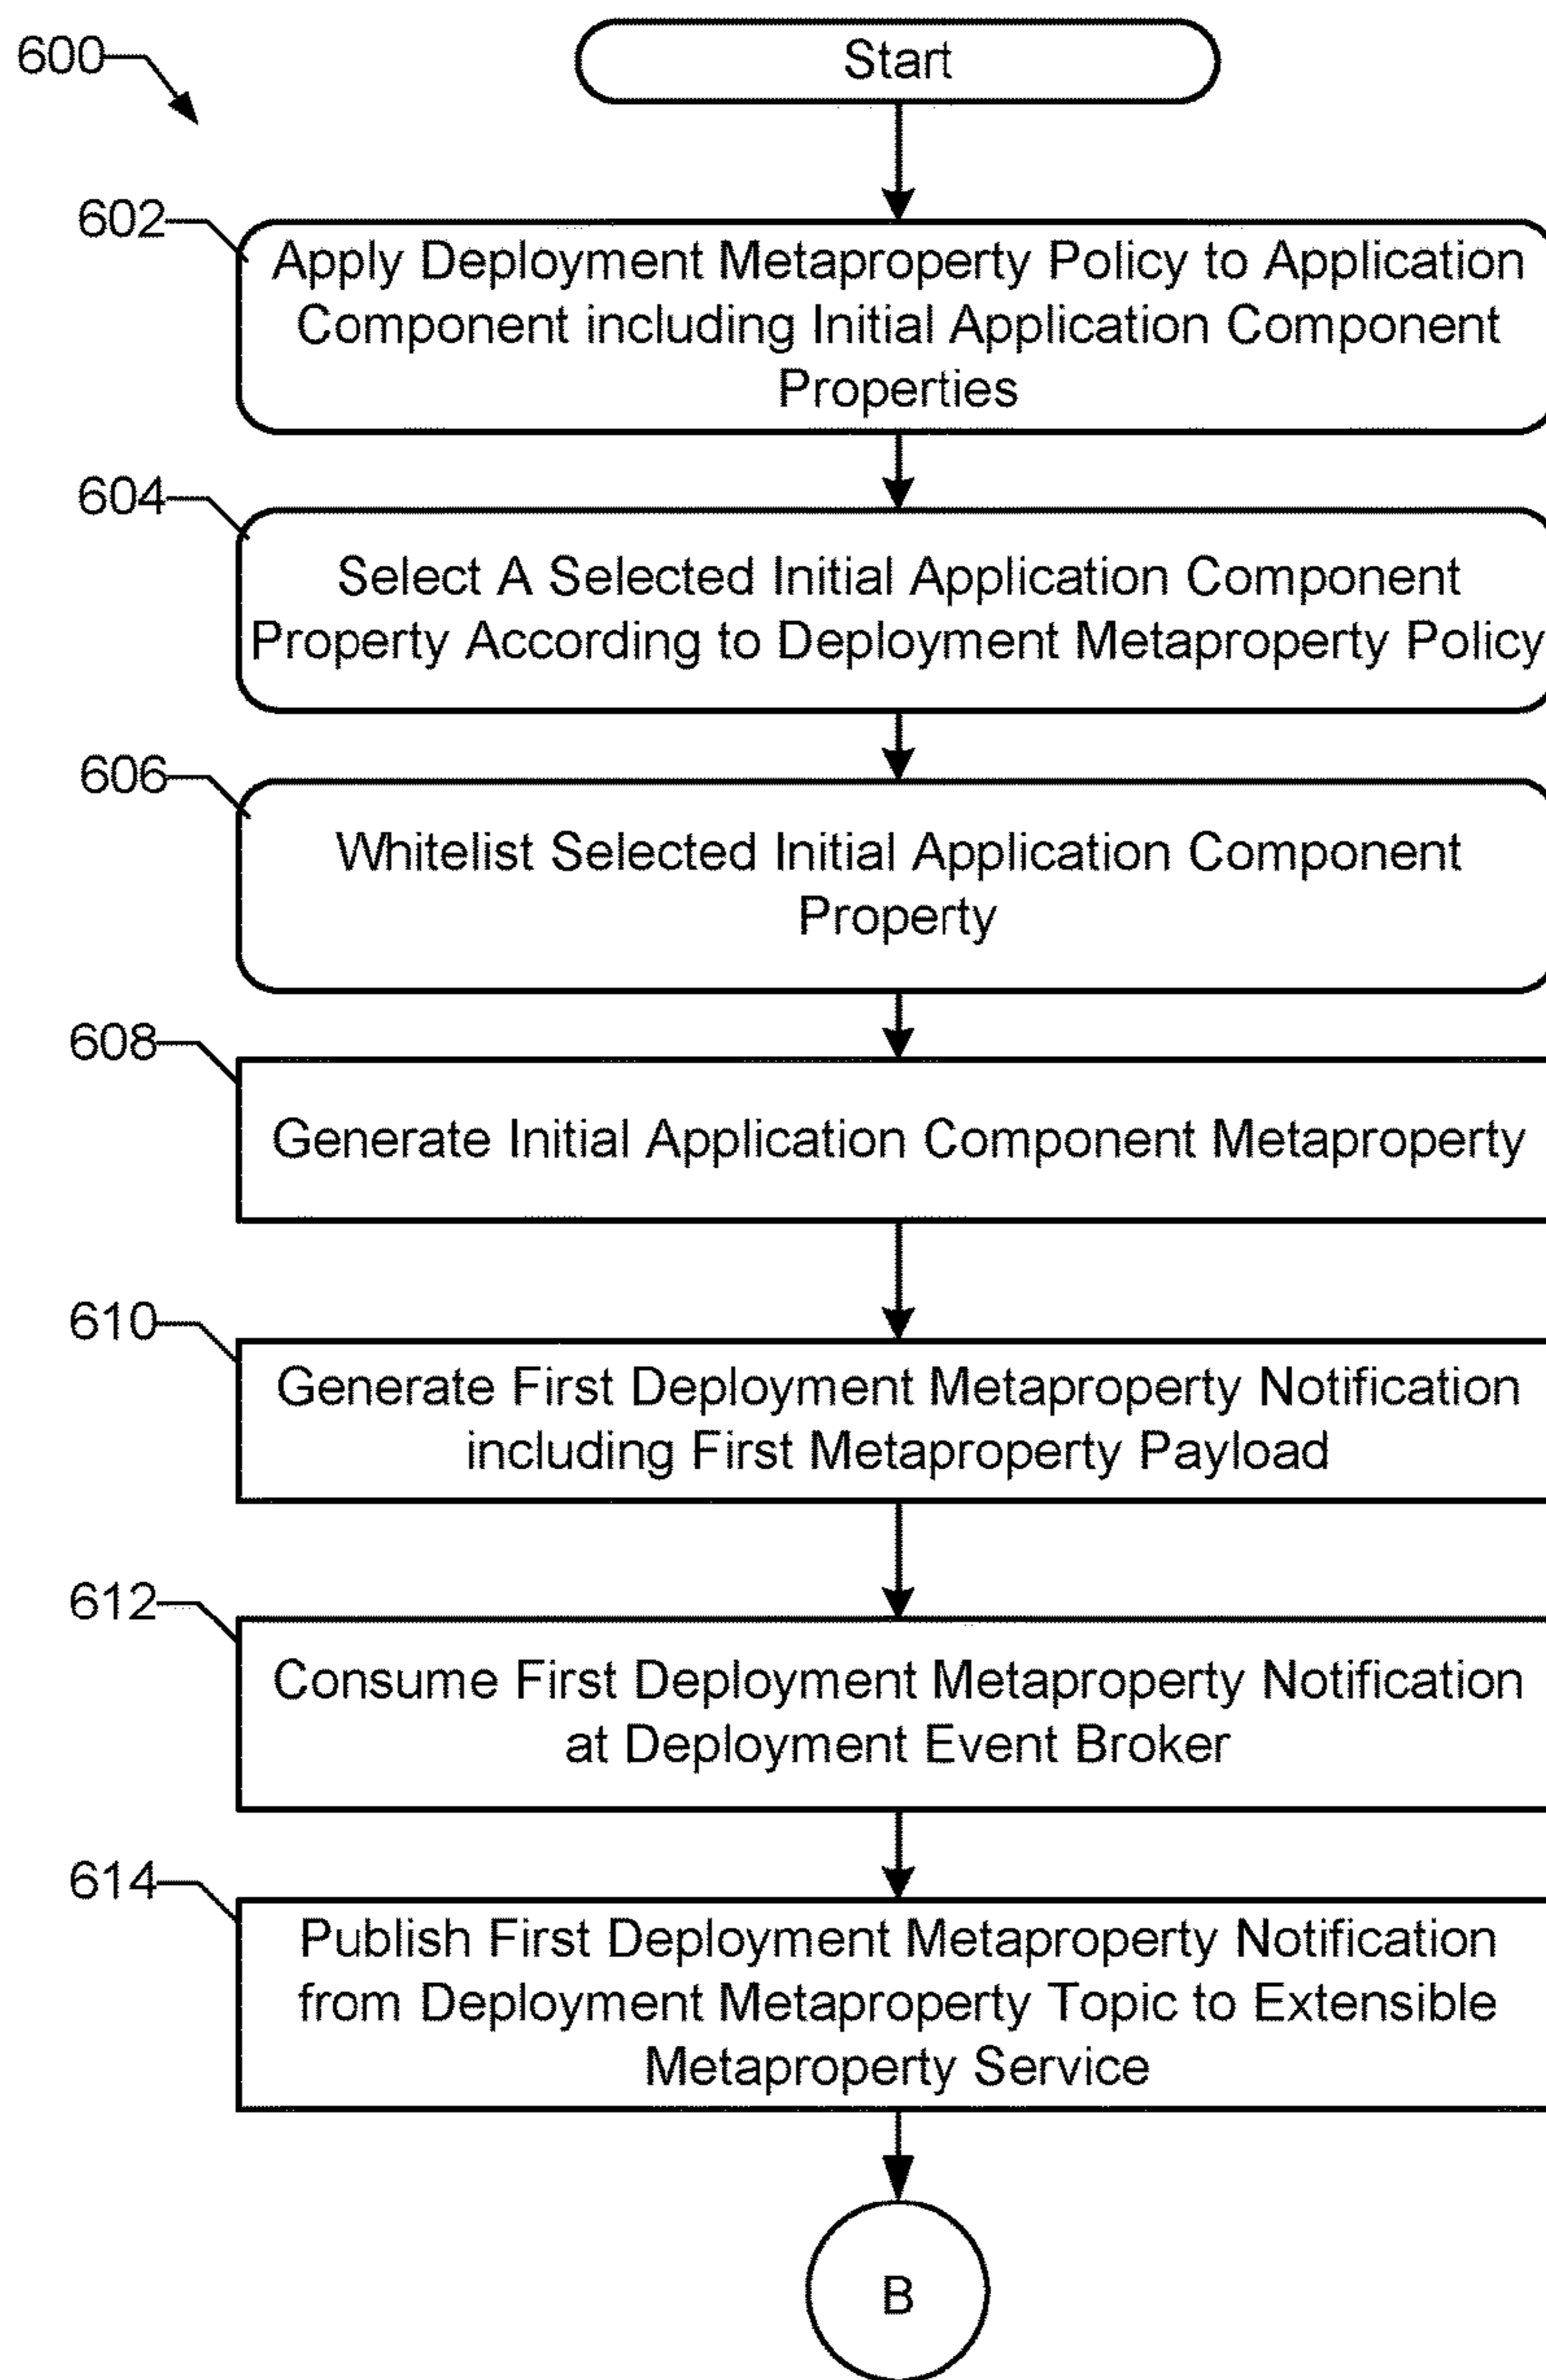 600
Start
602
Apply Deployment Metaproperty Policy to Application
Component including Initial Application Component
Properties
604
Select A Selected Initial Application Component
Property According to Deployment Metaproperty Policy
606
Whitelist Selected Initial Application Component
Property
608
Generate Initial Application Component Metaproperty
610
Generate First Deployment Metaproperty Notification
including First Metaproperty Payload
612
Consume First Deployment Metaproperty Notification
at Deployment Event Broker
614
Publish First Deployment Metaproperty Notification
from Deployment Metaproperty Topic to Extensible
Metaproperty Service
B